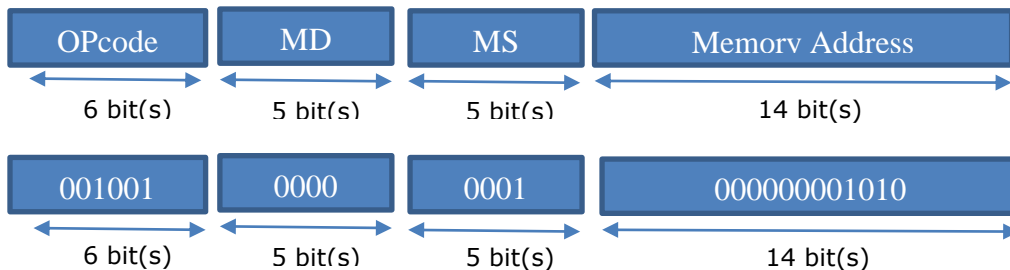 OPcode MD MS Memory Address
6 bit(s) 5 bit(s) 5 bit(s) 14 bit(s)
001001 0000 0001 000000001010
6 bit(s) 5 bit(s) 5 bit(s) 14 bit(s)